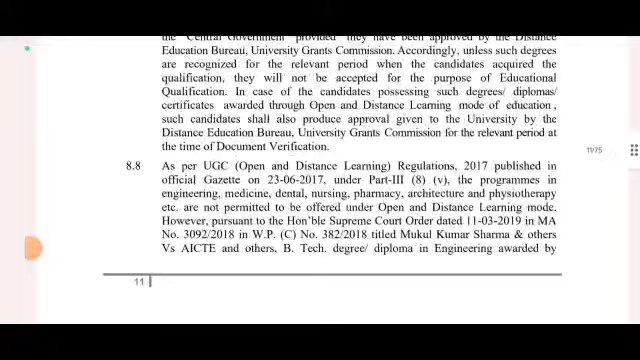 the Central Government provided they have been approved by the Distance
Education Bureau, University Grants Commission. Accordingly, unless such degrees
are recognized for the relevant period when the candidates acquired the
qualification, they will not be accepted for the purpose of Educational
Qualification. In case of the candidates possessing such degrees/ diplomas/
certificates awarded through Open and Distance Learning mode of education,
such candidates shall also produce approval given to the University by the
Distance Education Bureau, University Grants Commission for the relevant period at
the time of Document Verification.
11/75
8.8 As per UGC (Open and Distance Learning) Regulations, 2017 published in
official Gazette on 23-06-2017, under Part-III (8) (v), the programmes in
engineering, medicine, dental, nursing, pharmacy, architecture and physiotherapy
etc. are not permitted to be offered under Open and Distance Learning mode.
However, pursuant to the Hon'ble Supreme Court Order dated 11-03-2019 in MA
No. 3092/2018 in W.P. (C) No. 382/2018 titled Mukul Kumar Sharma & others
Vs AICTE and others, B. Tech. degree/ diploma in Engineering awarded by
11